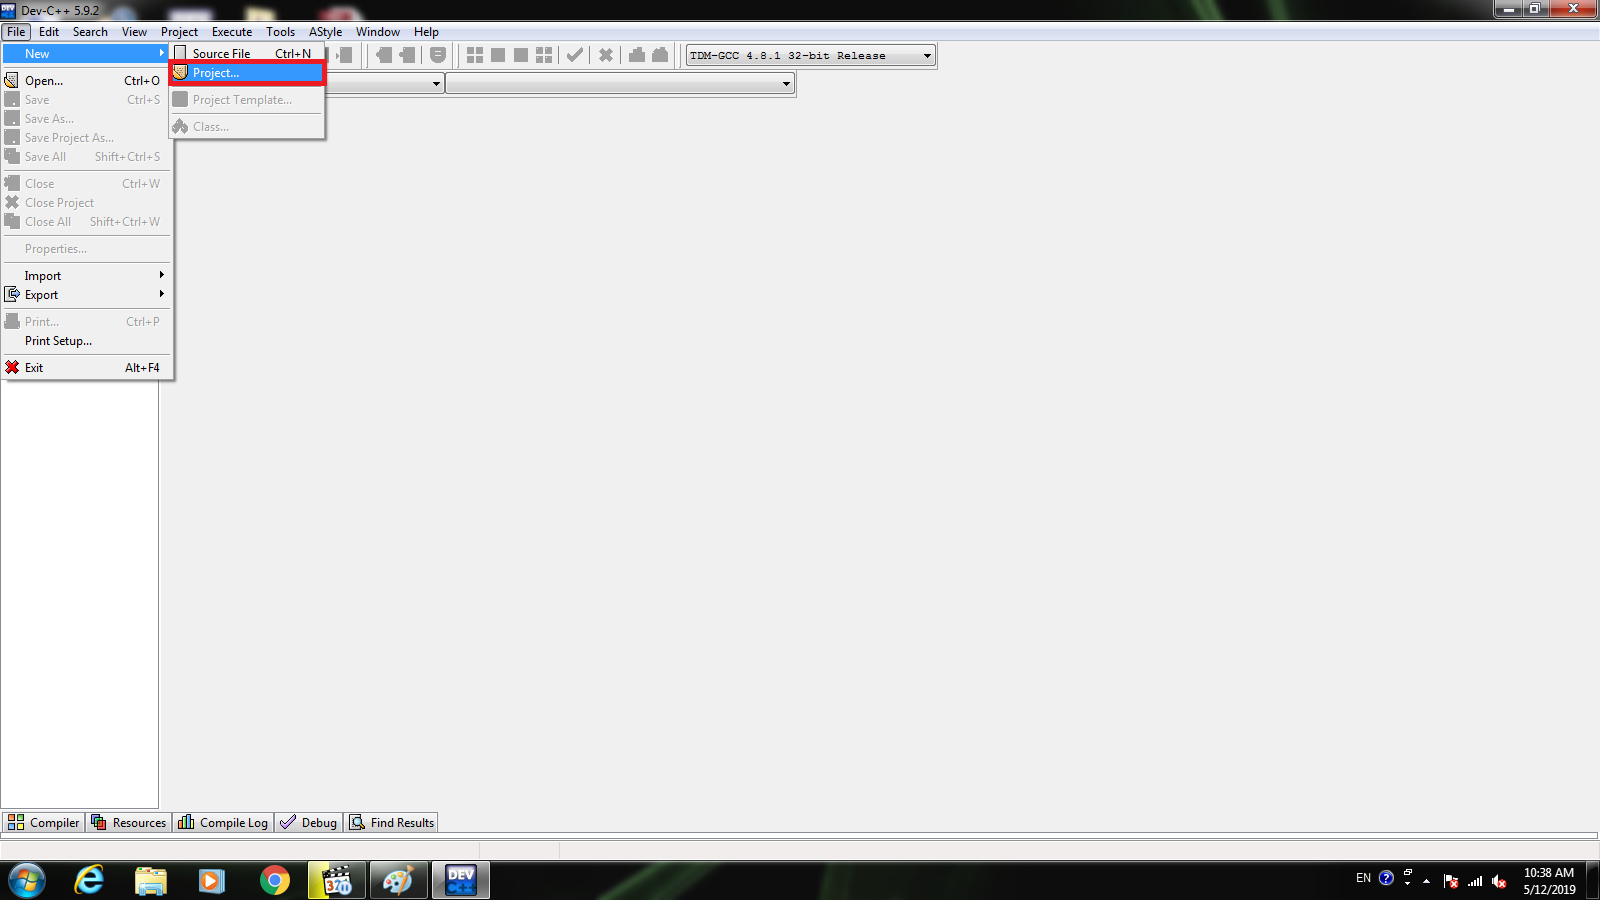 Dev-C++ 5.9.2
File Edit Search View Project Execute Tools AStyle Window Help
New
Source File Ctrl+N
Project...
Project Template...
Class...
TDM-GCC 4.8.1 32-bit Release
Open... Ctrl+O
Save Ctrl+S
Save As...
Save Project As...
Save All Shift+Ctrl+S
Close Ctrl+W
Close Project
Close All Shift+Ctrl+W
Properties...
Import
Export
Print... Ctrl+P
Print Setup...
Exit Alt+F4
Compiler Resources Compile Log Debug Find Results
321
DEV
C++
EN
10:38 AM
5/12/2019